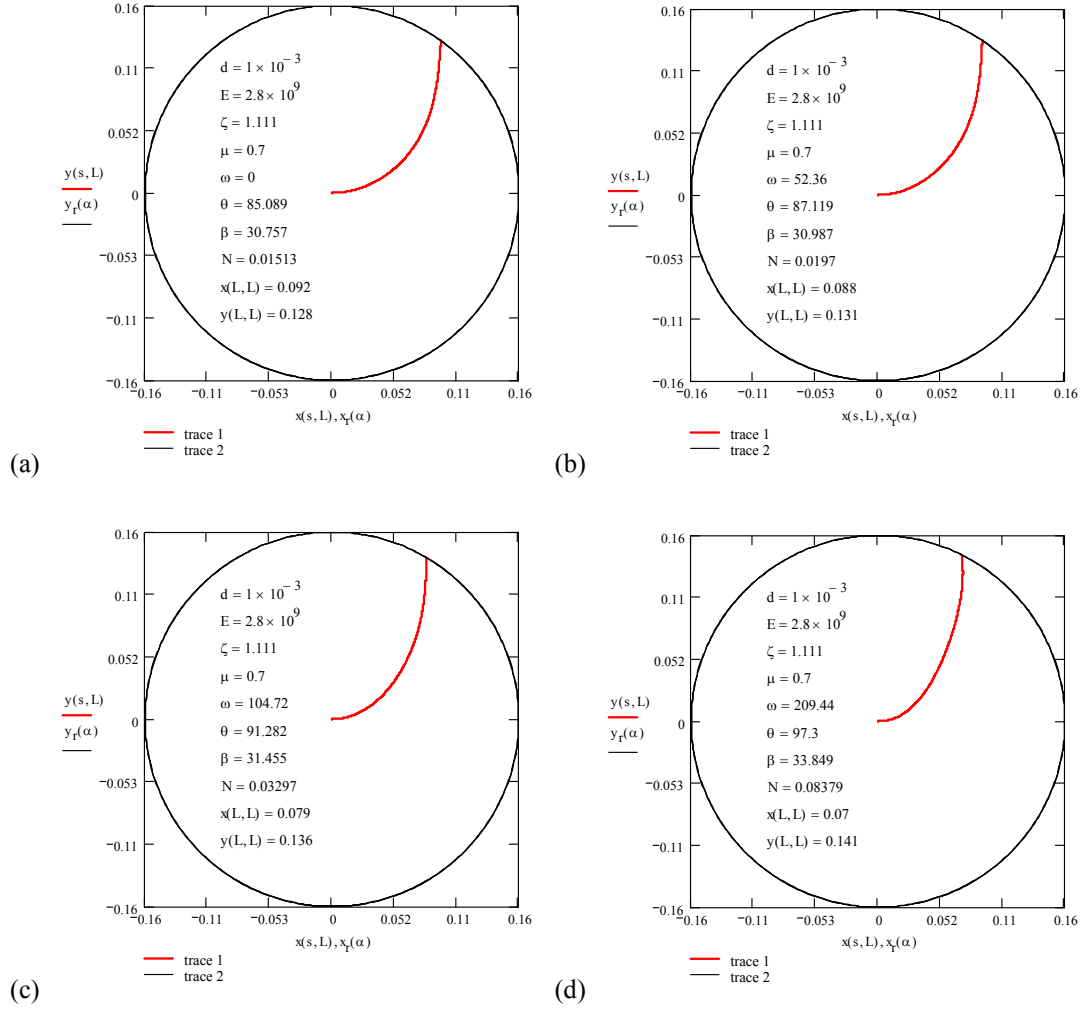 0.16
0.11
0.052
0
−0.053
−0.11
−0.16
−0.16 −0.11 −0.053 0 0.052 0.11 0.16
y(s,L)
y_r(α)
d = 1 × 10^−3
E = 2.8 × 10^9
ζ = 1.111
μ = 0.7
ω = 0
θ = 85.089
β = 30.757
N = 0.01513
x(L,L) = 0.092
y(L,L) = 0.128
x(s,L),x_r(α)
trace 1
trace 2
(a)
0.16
0.11
0.052
0
−0.053
−0.11
−0.16
−0.16 −0.11 −0.053 0 0.052 0.11 0.16
y(s,L)
y_r(α)
d = 1 × 10^−3
E = 2.8 × 10^9
ζ = 1.111
μ = 0.7
ω = 52.36
θ = 87.119
β = 30.987
N = 0.0197
x(L,L) = 0.088
y(L,L) = 0.131
x(s,L),x_r(α)
trace 1
trace 2
(b)
0.16
0.11
0.052
0
−0.053
−0.11
−0.16
−0.16 −0.11 −0.053 0 0.052 0.11 0.16
y(s,L)
y_r(α)
d = 1 × 10^−3
E = 2.8 × 10^9
ζ = 1.111
μ = 0.7
ω = 104.72
θ = 91.282
β = 31.455
N = 0.03297
x(L,L) = 0.079
y(L,L) = 0.136
x(s,L),x_r(α)
trace 1
trace 2
(c)
0.16
0.11
0.052
0
−0.053
−0.11
−0.16
−0.16 −0.11 −0.053 0 0.052 0.11 0.16
y(s,L)
y_r(α)
d = 1 × 10^−3
E = 2.8 × 10^9
ζ = 1.111
μ = 0.7
ω = 209.44
θ = 97.3
β = 33.849
N = 0.08379
x(L,L) = 0.07
y(L,L) = 0.141
x(s,L),x_r(α)
trace 1
trace 2
(d)